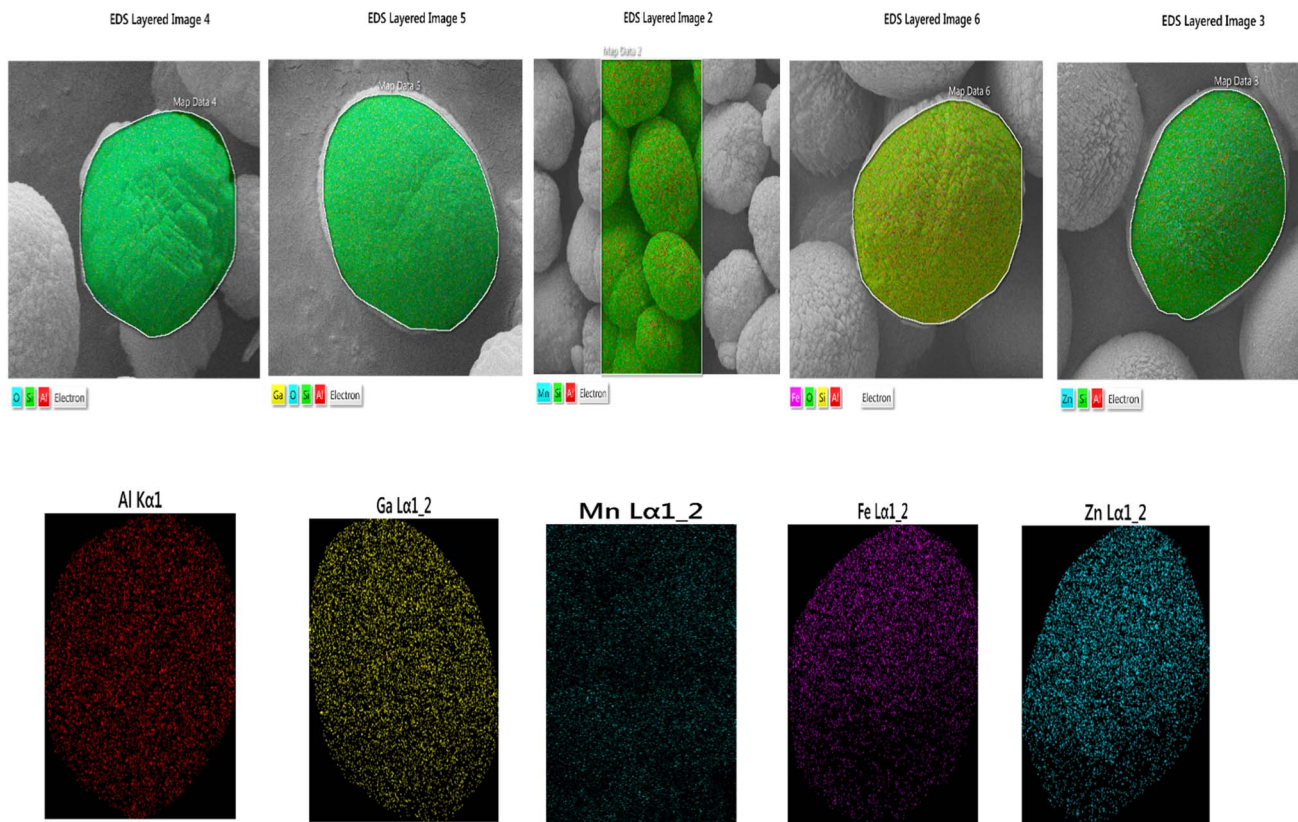 EDS Layered Image 4
EDS Layered Image 5
EDS Layered Image 2
EDS Layered Image 6
EDS Layered Image 3
Map Data 4
Map Data 5
Map Data 2
Map Data 6
Map Data 3
O Si Al Electron
Ga O Si Al Electron
Mn Si Al Electron
Fe O Si Al Electron
Zn Si Al Electron
Al Kα1
Ga Lα1_2
Mn Lα1_2
Fe Lα1_2
Zn Lα1_2